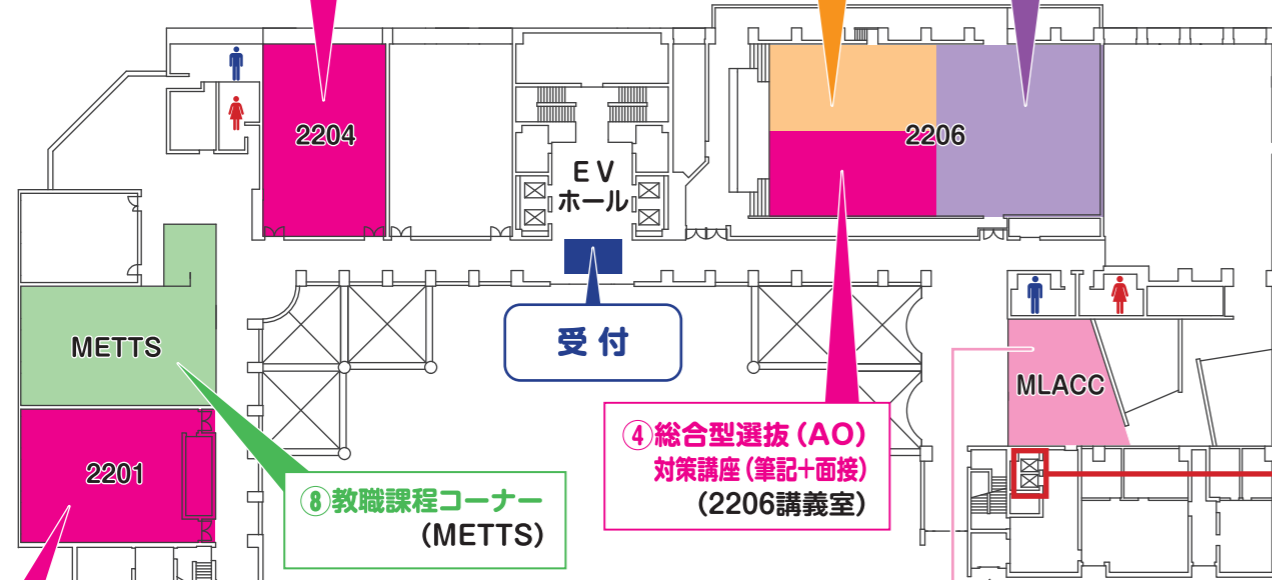 2204
2206
EV
ホール
受付
METTS
MLACC
2201
④総合型選抜(AO)
対策講座(筆記+面接)
(2206講義室)
⑧教職課程コーナー
(METTS)